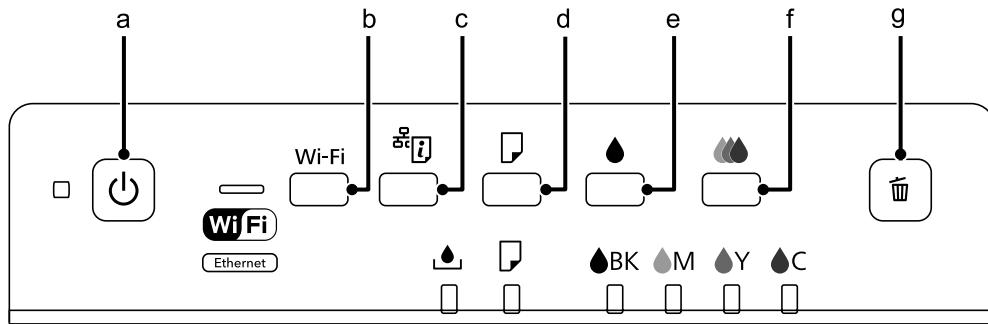 a b c d e f g
Wi-Fi
i
Wi Fi
Ethernet
BK M Y C